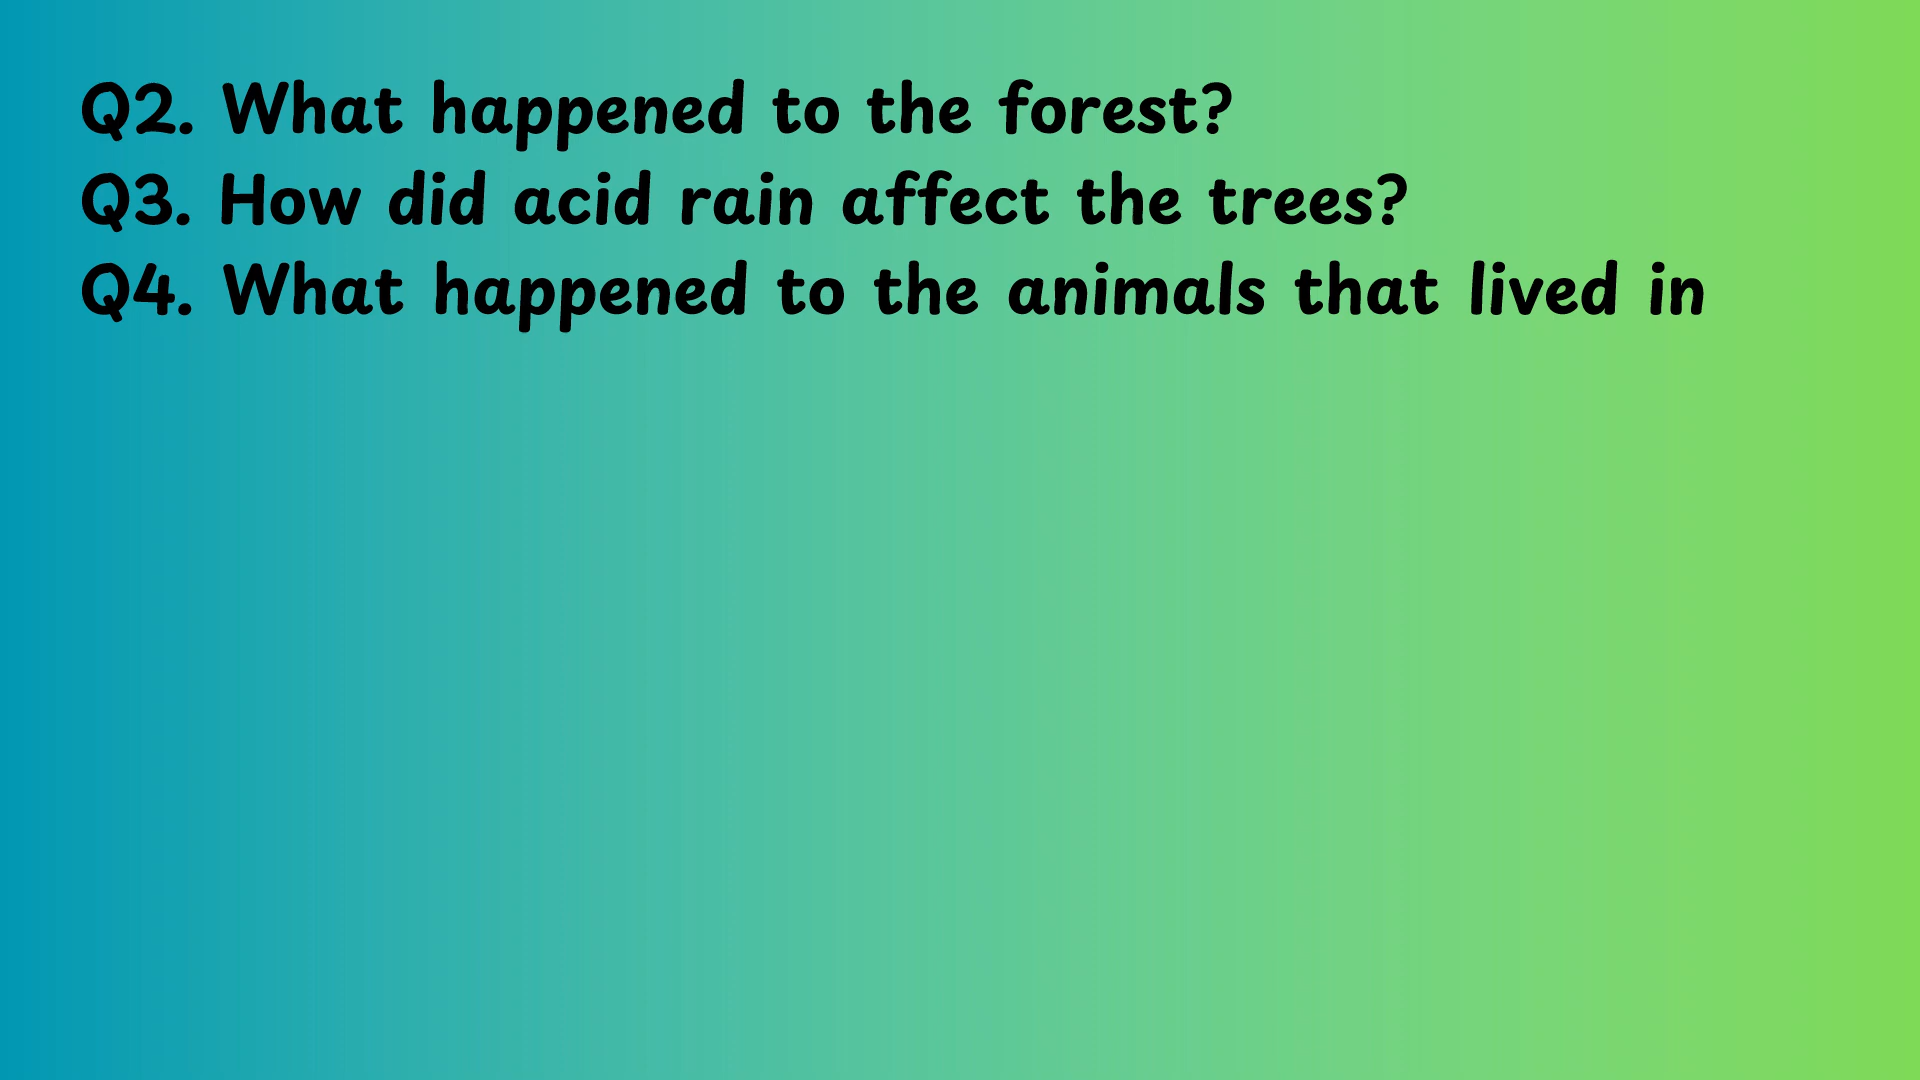 Q2. What happened to the forest?
Q3. How did acid rain affect the trees?
Q4. What happened to the animals that lived in